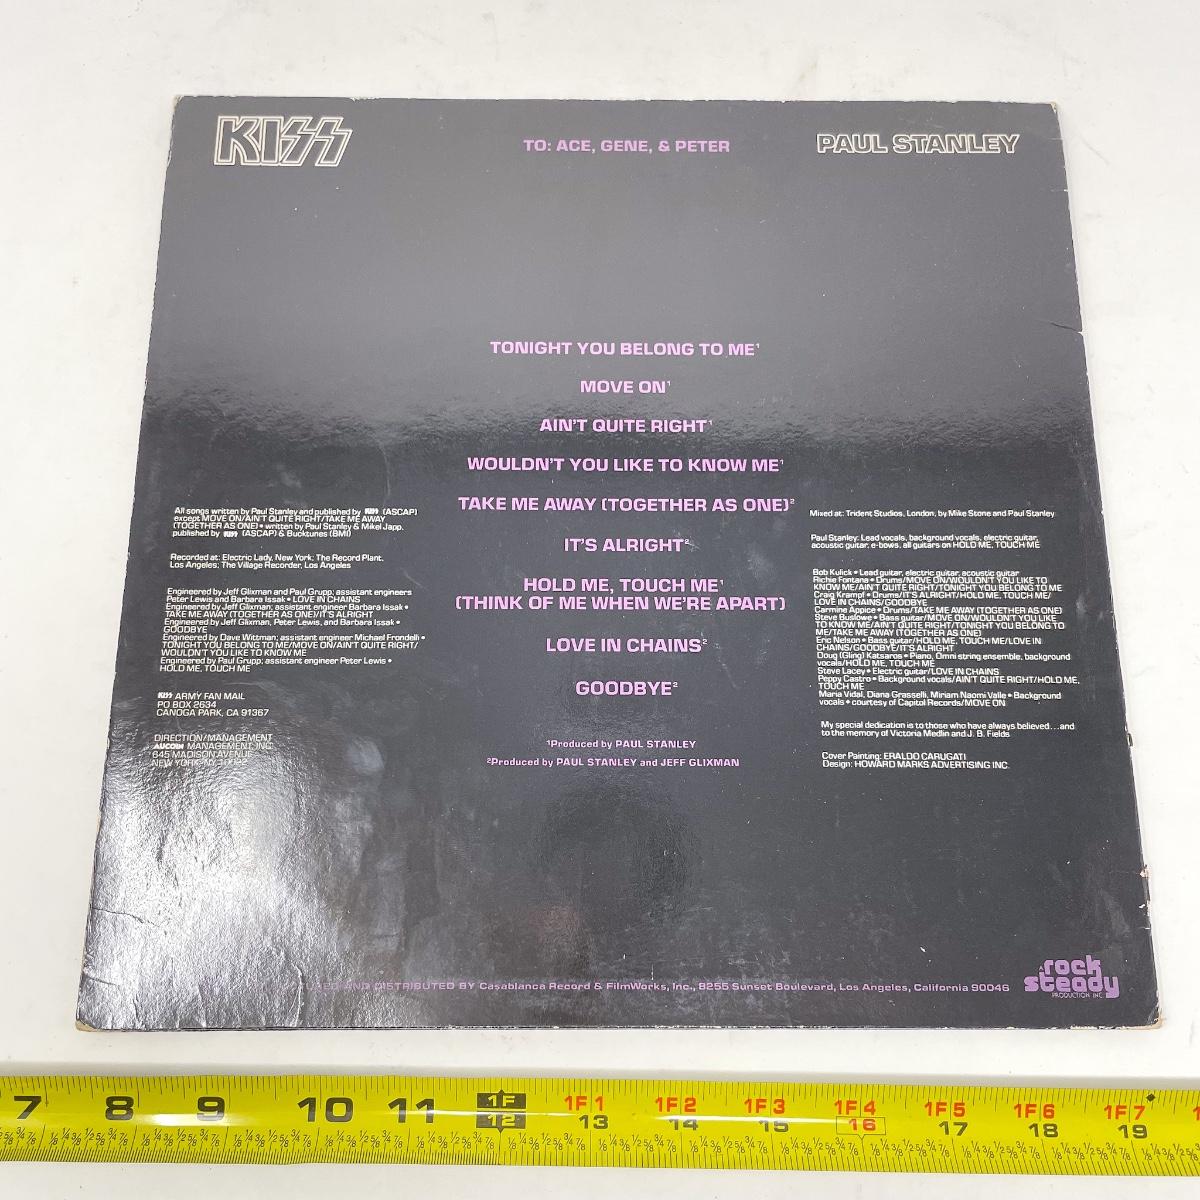 KISS
TO: ACE, GENE, & PETER
PAUL STANLEY
TONIGHT YOU BELONG TO ME¹
MOVE ON¹
AIN'T QUITE RIGHT¹
WOULDN'T YOU LIKE TO KNOW ME¹
TAKE ME AWAY (TOGETHER AS ONE)²
IT'S ALRIGHT²
HOLD ME, TOUCH ME¹
(THINK OF ME WHEN WE'RE APART)
LOVE IN CHAINS²
GOODBYE²
¹Produced by PAUL STANLEY
²Produced by PAUL STANLEY and JEFF GLIXMAN
All songs written by Paul Stanley and published by KISS (ASCAP)
except MOVE ON/AIN'T QUITE RIGHT/TAKE ME AWAY
(TOGETHER AS ONE) • written by Paul Stanley & Mikel Japp,
published by KISS (ASCAP) & Bucktunes (BMI)
Recorded at: Electric Lady, New York; The Record Plant,
Los Angeles; The Village Recorder, Los Angeles
Engineered by Jeff Glixman and Paul Grupp; assistant engineers
Peter Lewis and Barbara Issak • LOVE IN CHAINS
Engineered by Jeff Glixman; assistant engineer Barbara Issak •
TAKE ME AWAY (TOGETHER AS ONE)/IT'S ALRIGHT
Engineered by Jeff Glixman, Peter Lewis, and Barbara Issak •
GOODBYE
Engineered by Dave Wittman; assistant engineer Michael Frondelli •
TONIGHT YOU BELONG TO ME/MOVE ON/AIN'T QUITE RIGHT/
WOULDN'T YOU LIKE TO KNOW ME
Engineered by Paul Grupp; assistant engineer Peter Lewis •
HOLD ME, TOUCH ME
KISS ARMY FAN MAIL
PO BOX 2634
CANOGA PARK, CA 91367
DIRECTION/MANAGEMENT
AUCOIN MANAGEMENT, INC.
645 MADISON AVENUE
NEW YORK, NY 10022
Mixed at: Trident Studios, London, by Mike Stone and Paul Stanley
Paul Stanley: Lead vocals, background vocals, electric guitar,
acoustic guitar, e-bows, all guitars on HOLD ME, TOUCH ME
Bob Kulick • Lead guitar, electric guitar, acoustic guitar
Richie Fontana • Drums/MOVE ON/WOULDN'T YOU LIKE TO
KNOW ME/AIN'T QUITE RIGHT/TONIGHT YOU BELONG TO ME
Craig Krampf • Drums/IT'S ALRIGHT/HOLD ME, TOUCH ME/
LOVE IN CHAINS/GOODBYE
Carmine Appice • Drums/TAKE ME AWAY (TOGETHER AS ONE)
Steve Buslowe • Bass guitar/MOVE ON/WOULDN'T YOU LIKE
TO KNOW ME/AIN'T QUITE RIGHT/TONIGHT YOU BELONG TO
ME/TAKE ME AWAY (TOGETHER AS ONE)
Eric Nelson • Bass guitar/HOLD ME, TOUCH ME/LOVE IN
CHAINS/GOODBYE/IT'S ALRIGHT
Doug (Gling) Katsaros • Piano, Omni string ensemble, background
vocals/HOLD ME, TOUCH ME
Steve Lacey • Electric guitar/LOVE IN CHAINS
Peppy Castro • Background vocals/AIN'T QUITE RIGHT/HOLD ME,
TOUCH ME
Maria Vidal, Diana Grasselli, Miriam Naomi Valle • Background
vocals • courtesy of Capitol Records/MOVE ON
My special dedication is to those who have always believed...and
to the memory of Victoria Medlin and J. B. Fields
Cover Painting: ERALDO CARUGATI
Design: HOWARD MARKS ADVERTISING INC.
AND DISTRIBUTED BY Casablanca Record & FilmWorks, Inc., 8255 Sunset Boulevard, Los Angeles, California 90046
rock
steady
PRODUCTION INC.
7 8 9 10 11 1F 1F1 1F2 1F3 1F4 1F5 1F6 1F7
12 13 14 15 16 17 18 19